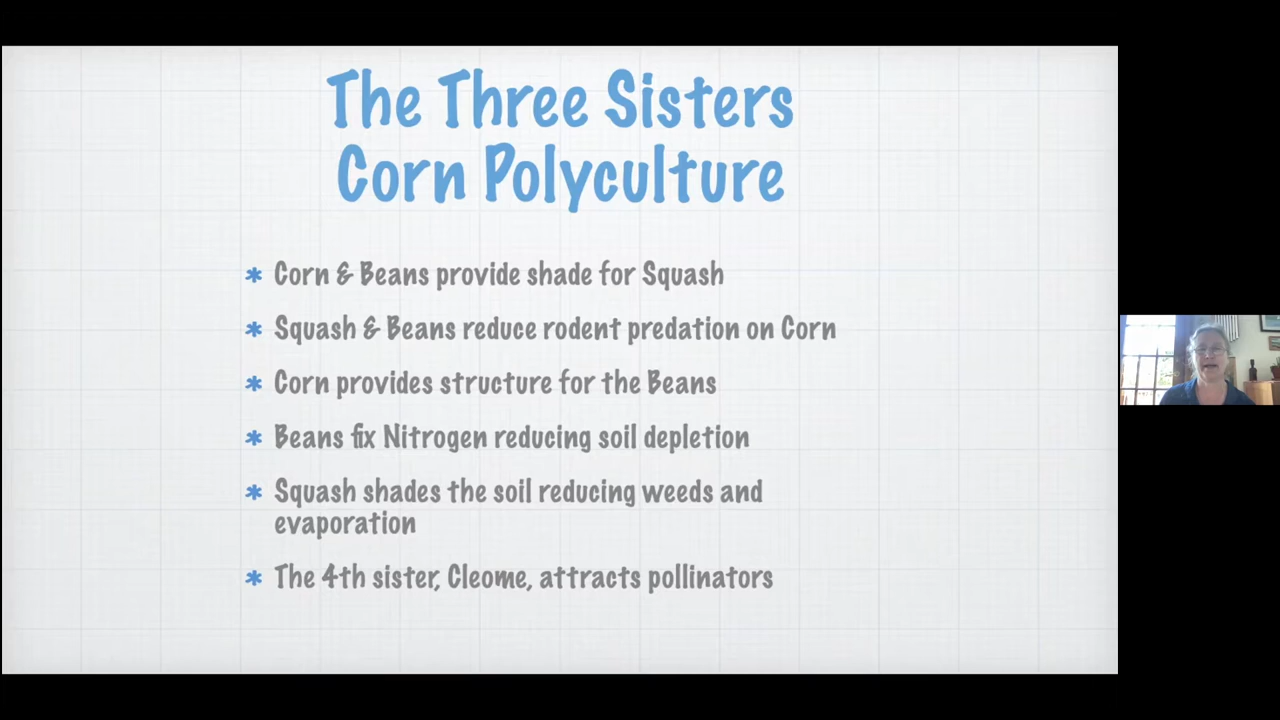 The Three Sisters
Corn Polyculture
* Corn & Beans provide shade for Squash
* Squash & Beans reduce rodent predation on Corn
* Corn provides structure for the Beans
* Beans fix Nitrogen reducing soil depletion
* Squash shades the soil reducing weeds and
evaporation
* The 4th sister, Cleome, attracts pollinators